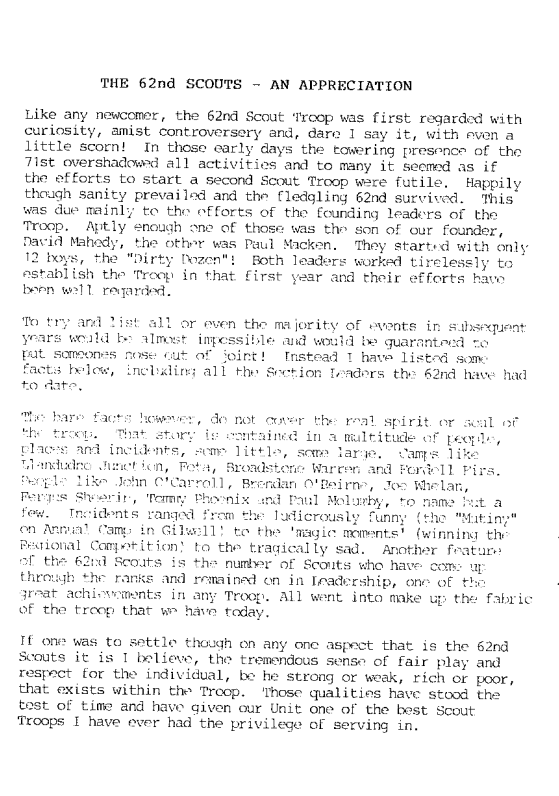 THE 62nd SCOUTS - AN APPRECIATION
Like any newcomer, the 62nd Scout Troop was first regarded with
curiosity, amist controversery and, dare I say it, with even a
little scorn! In those early days the towering presence of the
71st overshadowed all activities and to many it seemed as if
the efforts to start a second Scout Troop were futile. Happily
though sanity prevailed and the fledgling 62nd survived. This
was due mainly to the efforts of the founding leaders of the
Troop. Aptly enough one of those was the son of our founder,
David Mahedy, the other was Paul Macken. They started with only
12 boys, the "Dirty Dozen"! Both leaders worked tirelessly to
establish the Troop in that first year and their efforts have
been well regarded.
To try and list all or even the majority of events in subsequent
years would be almost impossible and would be guaranteed to
put someones nose out of joint! Instead I have listed some
facts below, including all the Section Leaders the 62nd have had
to date.
The bare facts however, do not cover the real spirit or soul of
the troop. That story is contained in a multitude of people,
places and incidents, some little, some large. Camps like
Llandudno Junction, Fota, Broadstone Warren and Fordell Firs.
People like John O'Carroll, Brendan O'Beirne, Joe Whelan,
Fergus Sheerin, Tommy Phoenix and Paul Molumby, to name but a
few. Incidents ranged from the ludicrously funny (the "Mutiny"
on Annual Camp in Gilwell) to the 'magic moments' (winning the
Regional Competition) to the tragically sad. Another feature
of the 62nd Scouts is the number of Scouts who have come up
through the ranks and remained on in Leadership, one of the
great achievements in any Troop. All went into make up the fabric
of the troop that we have today.
If one was to settle though on any one aspect that is the 62nd
Scouts it is I believe, the tremendous sense of fair play and
respect for the individual, be he strong or weak, rich or poor,
that exists within the Troop. Those qualities have stood the
test of time and have given our Unit one of the best Scout
Troops I have ever had the privilege of serving in.